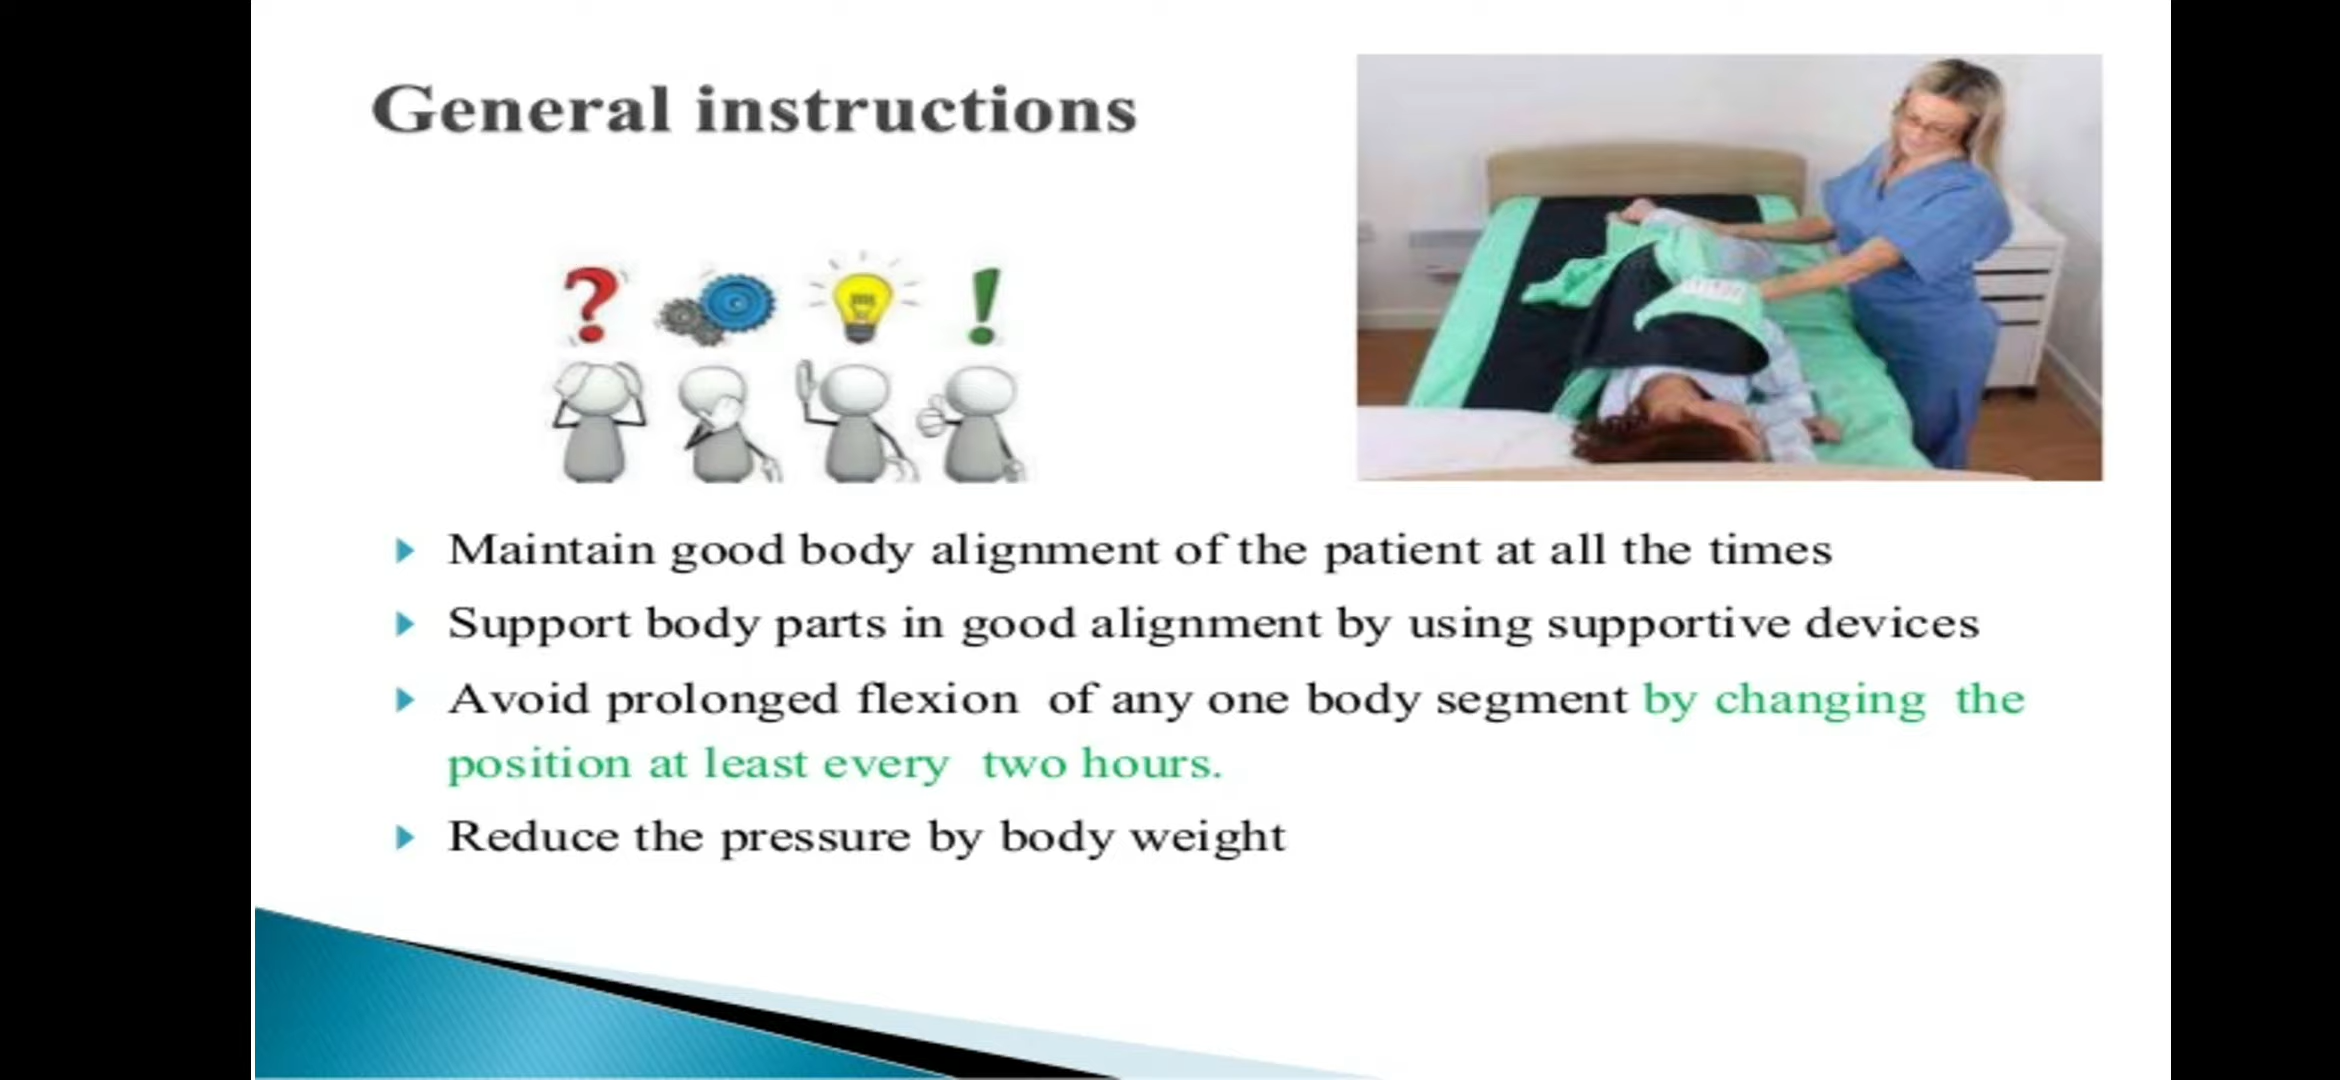 General instructions
Maintain good body alignment of the patient at all the times
Support body parts in good alignment by using supportive devices
Avoid prolonged flexion of any one body segment by changing the
position at least every two hours.
Reduce the pressure by body weight